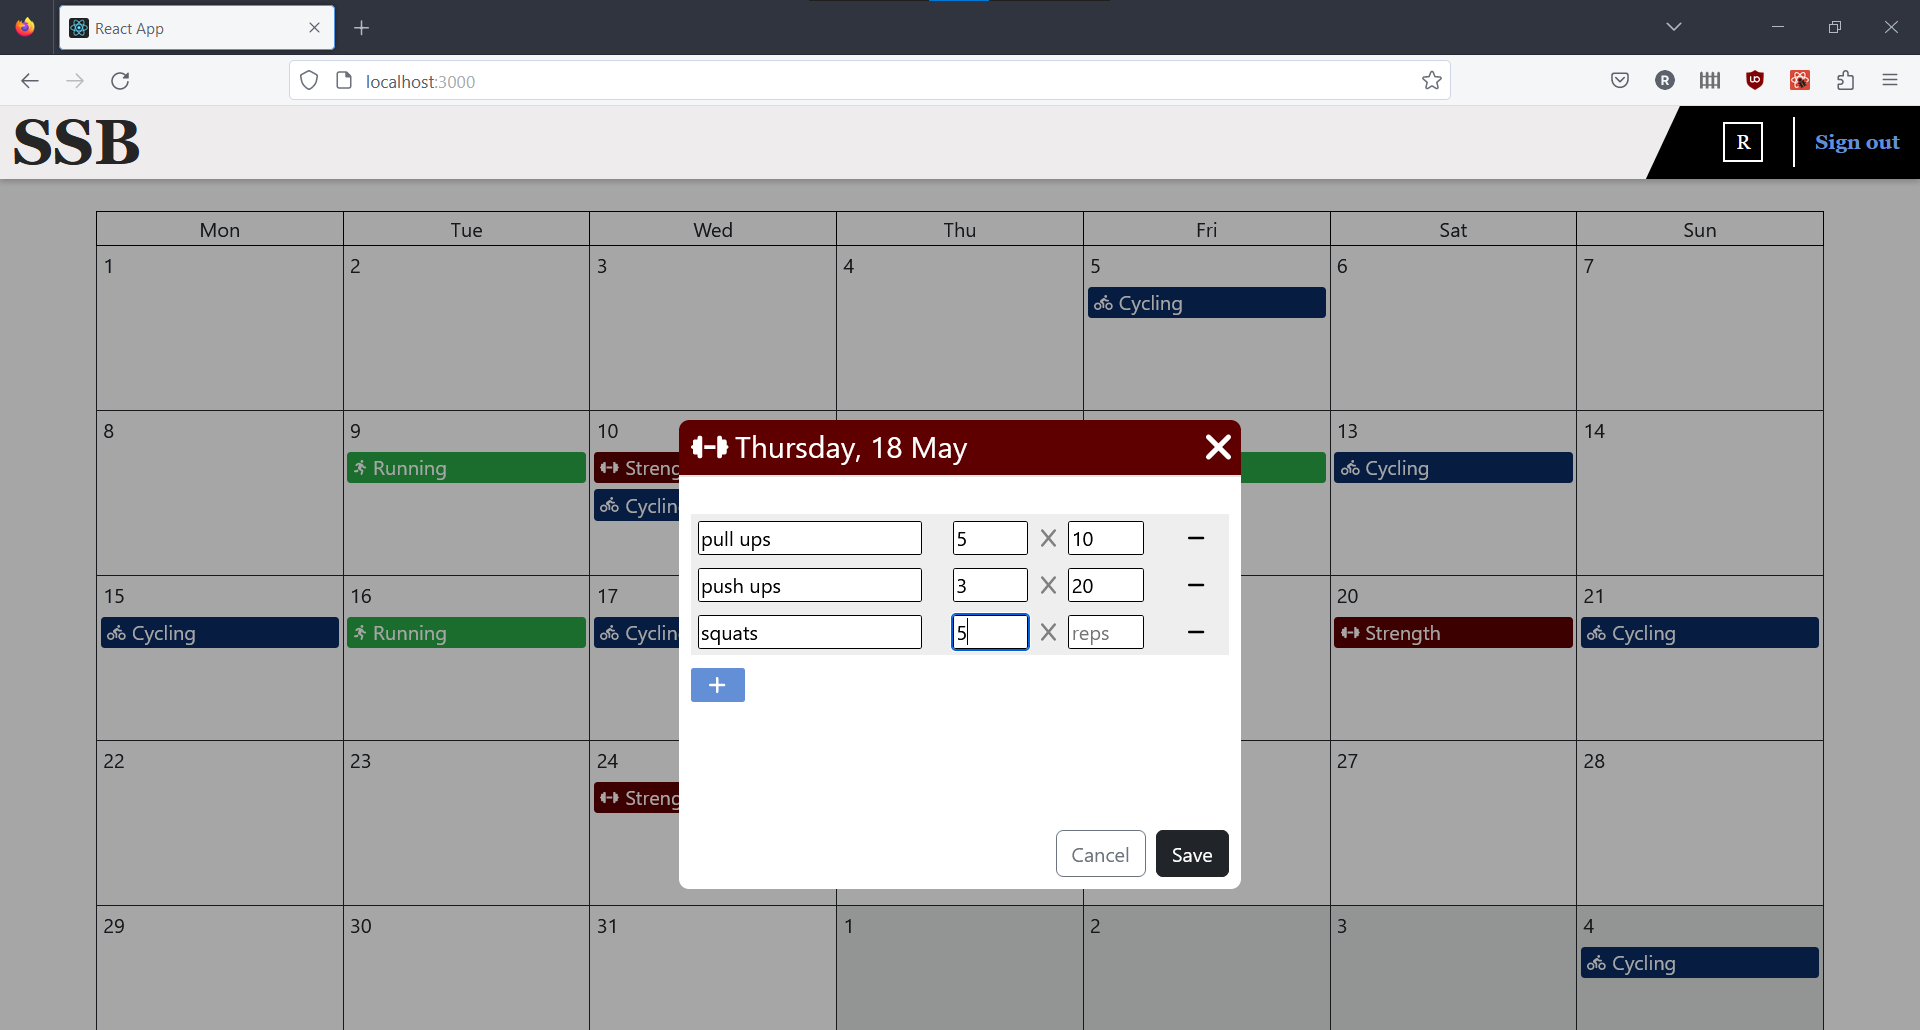 React App
localhost:3000
SSB
R
Sign out
Mon Tue Wed Thu Fri Sat Sun
1 2 3 4 5 6 7
Cycling
8 9 10 13 14
Running Streng Cycling
Cyclin
Thursday, 18 May
pull ups 5 X 10
push ups 3 X 20
squats 5 X reps
+
Cancel Save
15 16 17 20 21
Cycling Running Cyclin Strength Cycling
22 23 24 27 28
Streng
29 30 31 1 2 3 4
Cycling